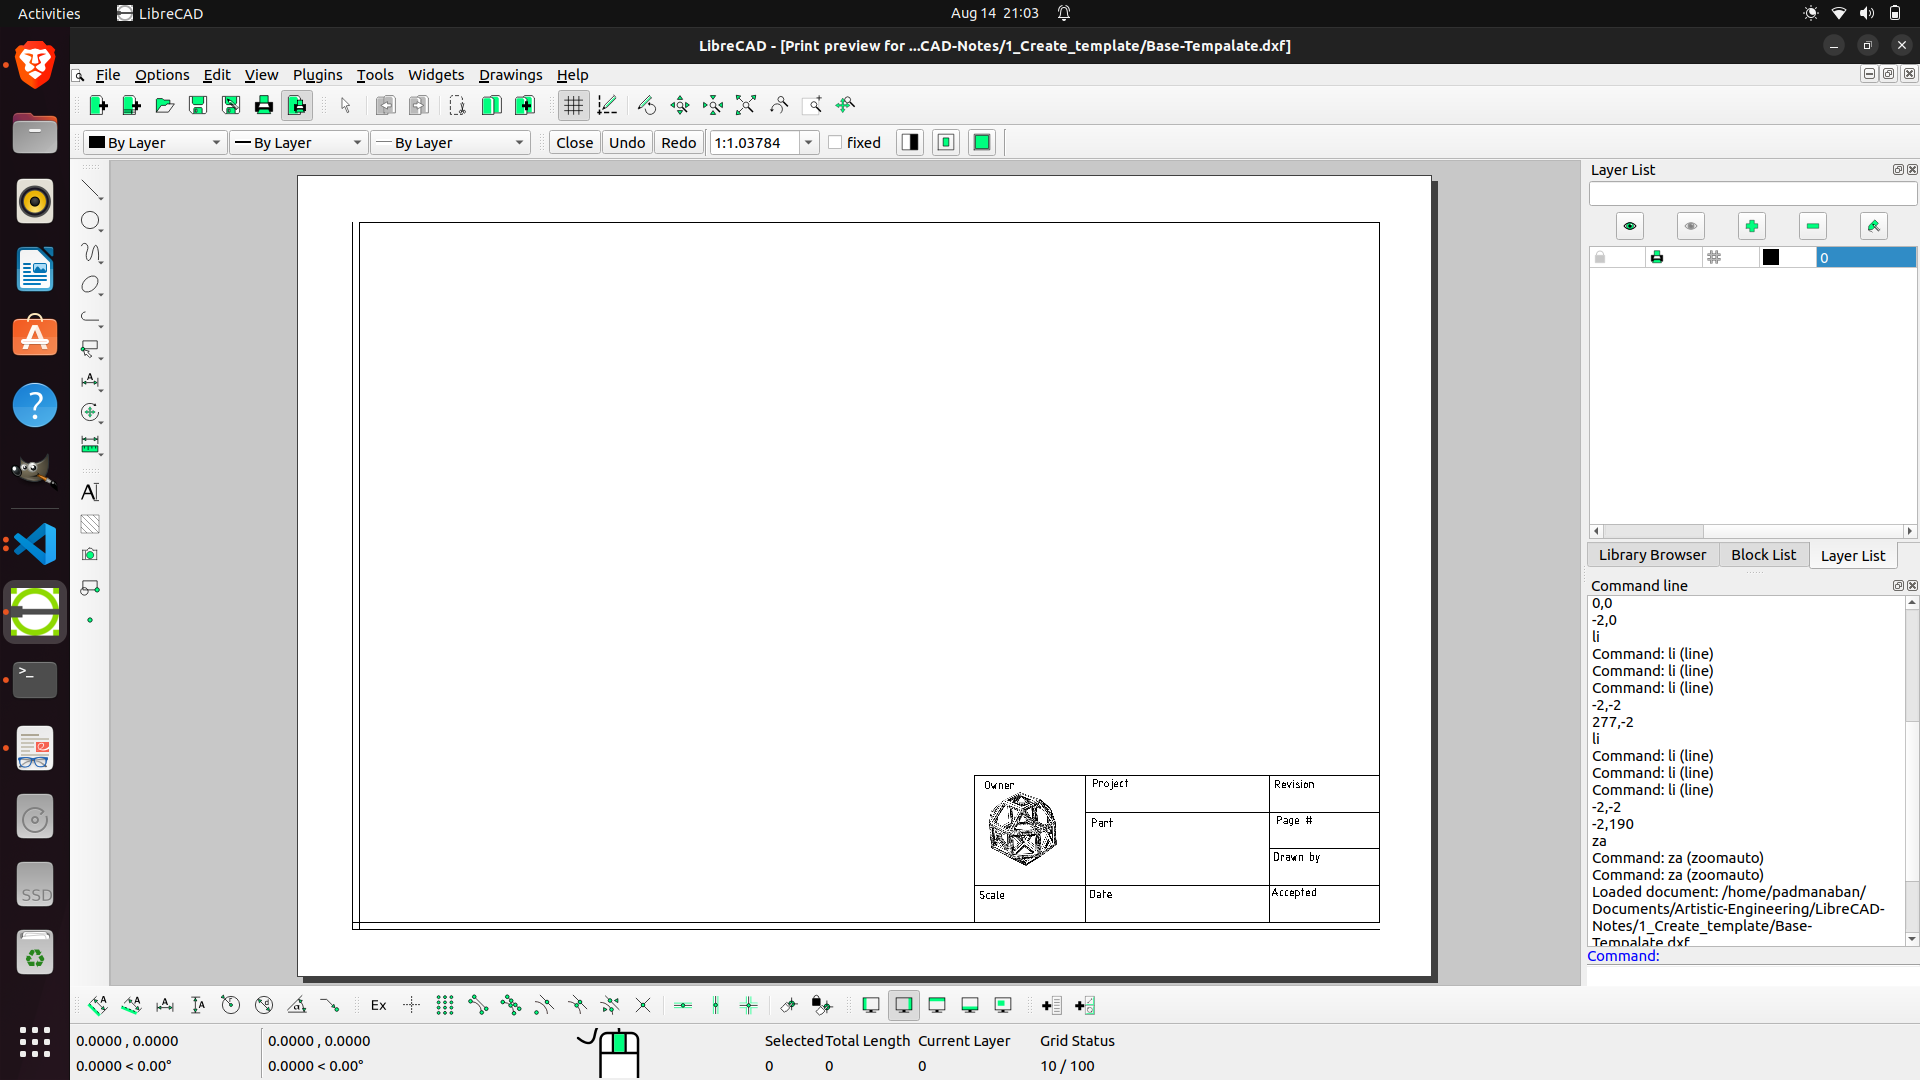 Activities LibreCAD Aug 14 21:03
LibreCAD - [Print preview for ...CAD-Notes/1_Create_template/Base-Tempalate.dxf]
File Options Edit View Plugins Tools Widgets Drawings Help
By Layer By Layer By Layer Close Undo Redo 1:1.03784 fixed
Layer List
0
Library Browser Block List Layer List
Command line
0,0
-2,0
li
Command: li (line)
Command: li (line)
Command: li (line)
-2,-2
277,-2
li
Command: li (line)
Command: li (line)
Command: li (line)
-2,-2
-2,190
za
Command: za (zoomauto)
Command: za (zoomauto)
Loaded document: /home/padmanaban/
Documents/Artistic-Engineering/LibreCAD-
Notes/1_Create_template/Base-
Tempalate.dxf
Command:
Owner Project Revision
Part Page #
Drawn by
Scale Date Accepted
SSD
Ex
0.0000 , 0.0000 0.0000 , 0.0000 Selected Total Length Current Layer Grid Status
0.0000 < 0.00° 0.0000 < 0.00° 0 0 0 10 / 100